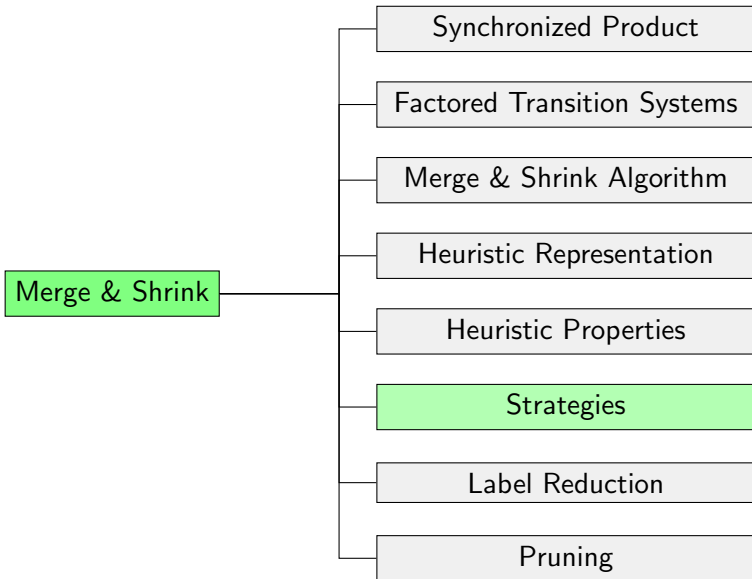 Synchronized Product
Factored Transition Systems
Merge & Shrink Algorithm
Heuristic Representation
Merge & Shrink
Heuristic Properties
Strategies
Label Reduction
Pruning